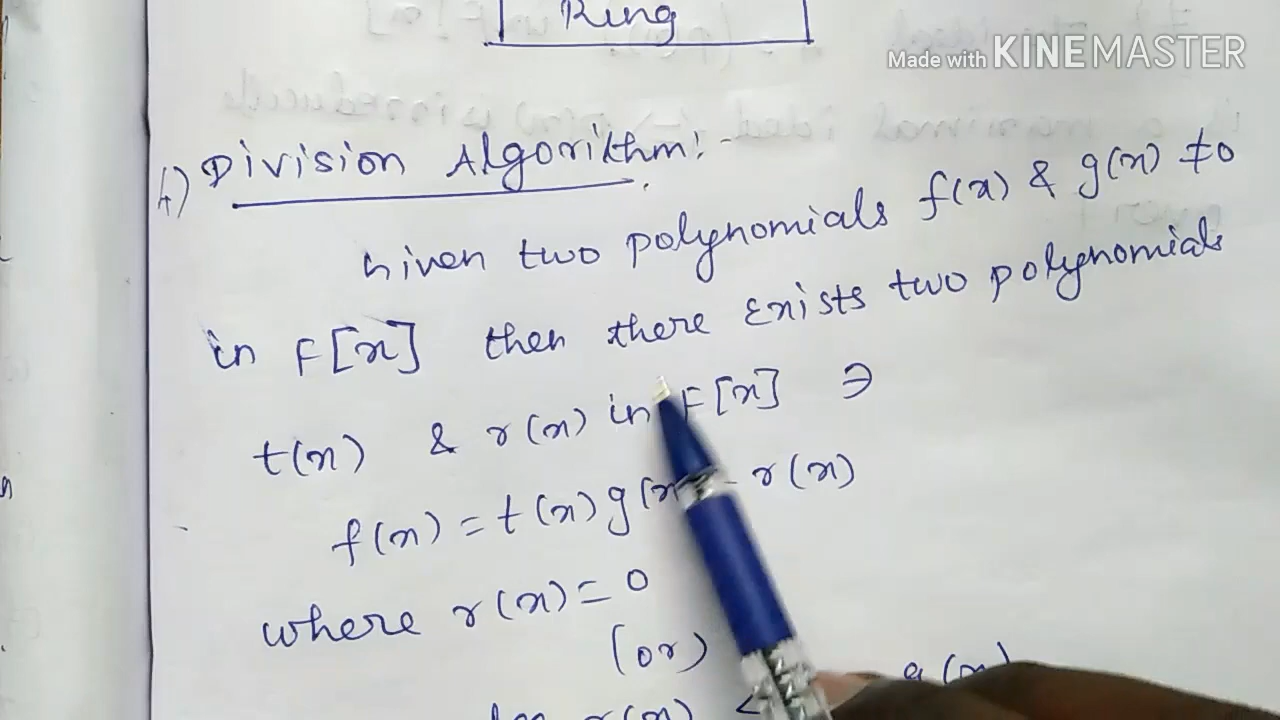 Ring
Made with KINEMASTER
4) Division Algorithm:-
Given two polynomials f(x) & g(x) ≠0
in F[x] then there Exists two polynomials
t(x) & r(x) in F[x] ∋
f(x) = t(x) g(x r(x)
where r(x) = 0
(or)
r(x) < g(x)